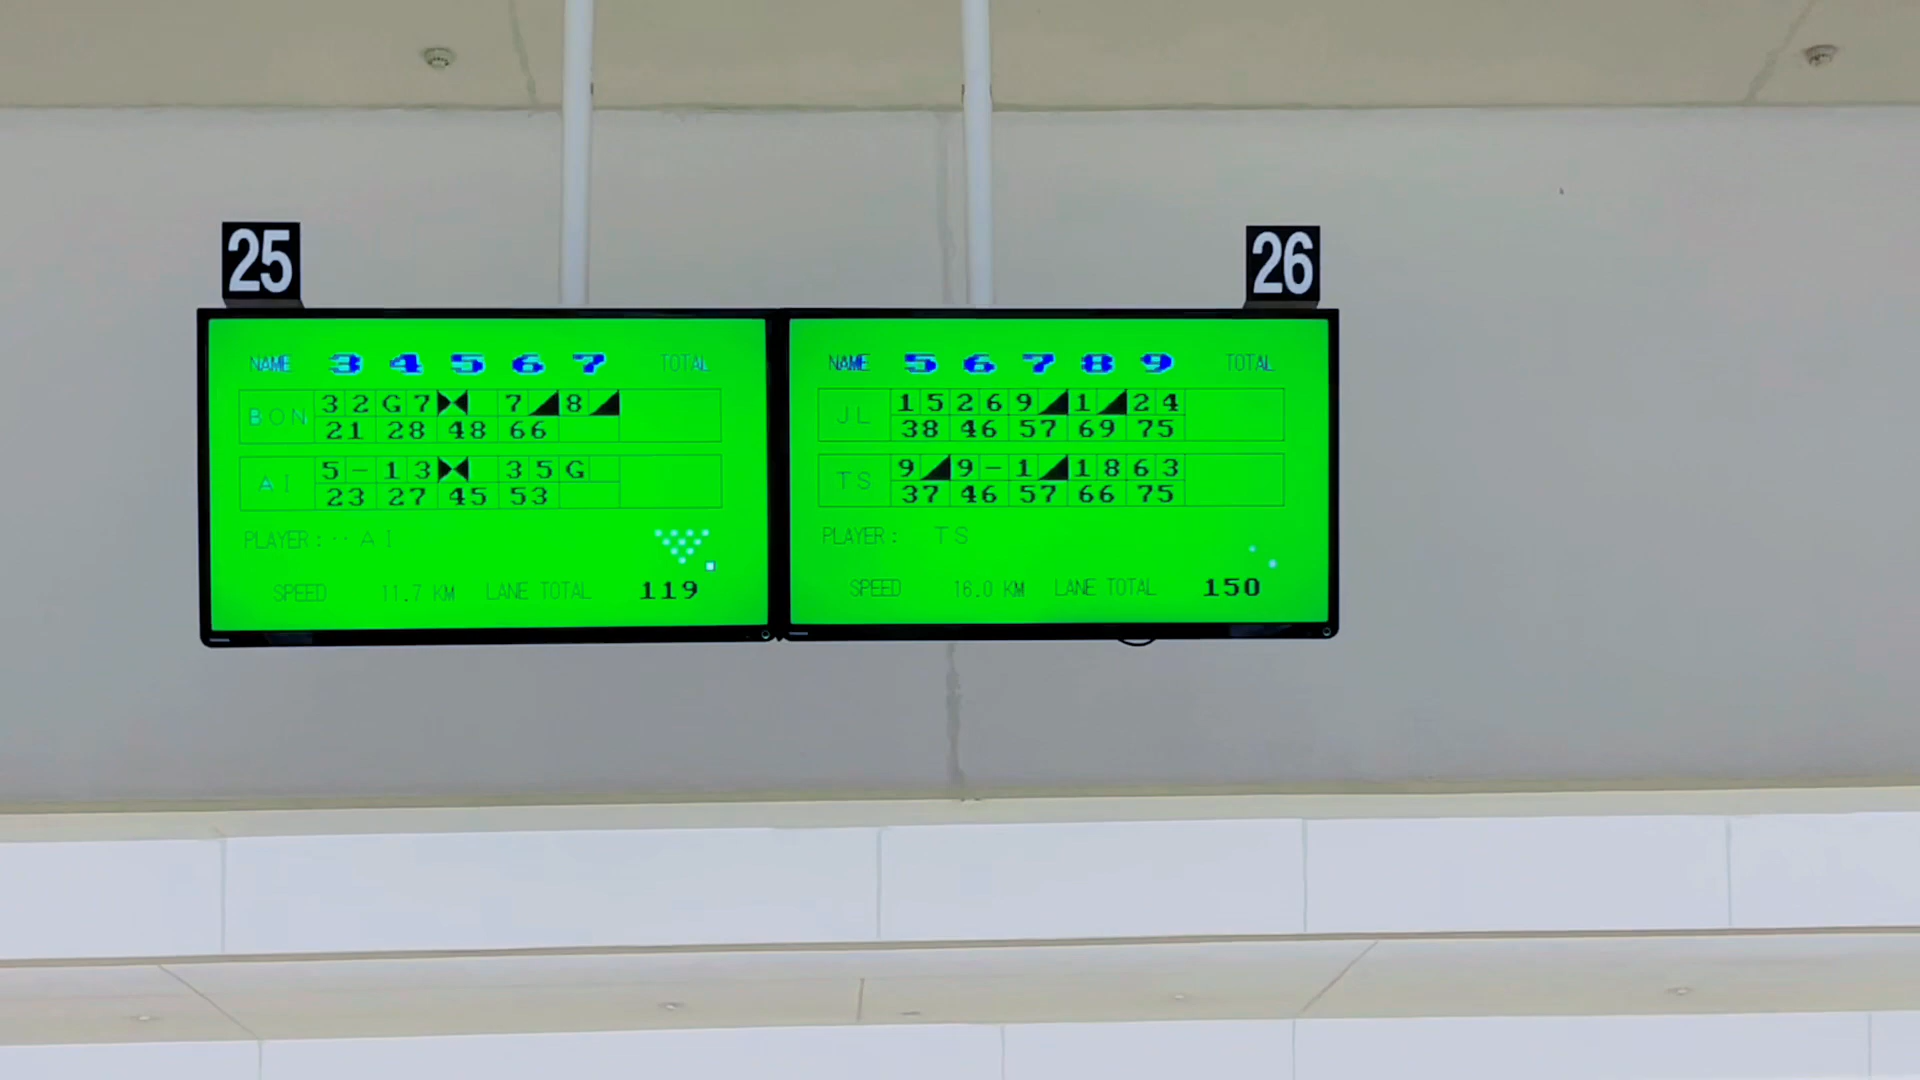 25
26
NAME 3 4 5 6 7 TOTAL
BON 3 2 G 7 7 8
21 28 48 66
AI 5 - 1 3 3 5 G
23 27 45 53
PLAYER: ·· AI
SPEED 11.7 KM LANE TOTAL 119
NAME 5 6 7 8 9 TOTAL
JL 1 5 2 6 9 1 2 4
38 46 57 69 75
TS 9 9 - 1 1 8 6 3
37 46 57 66 75
PLAYER: TS
SPEED 16.0 KM LANE TOTAL 150